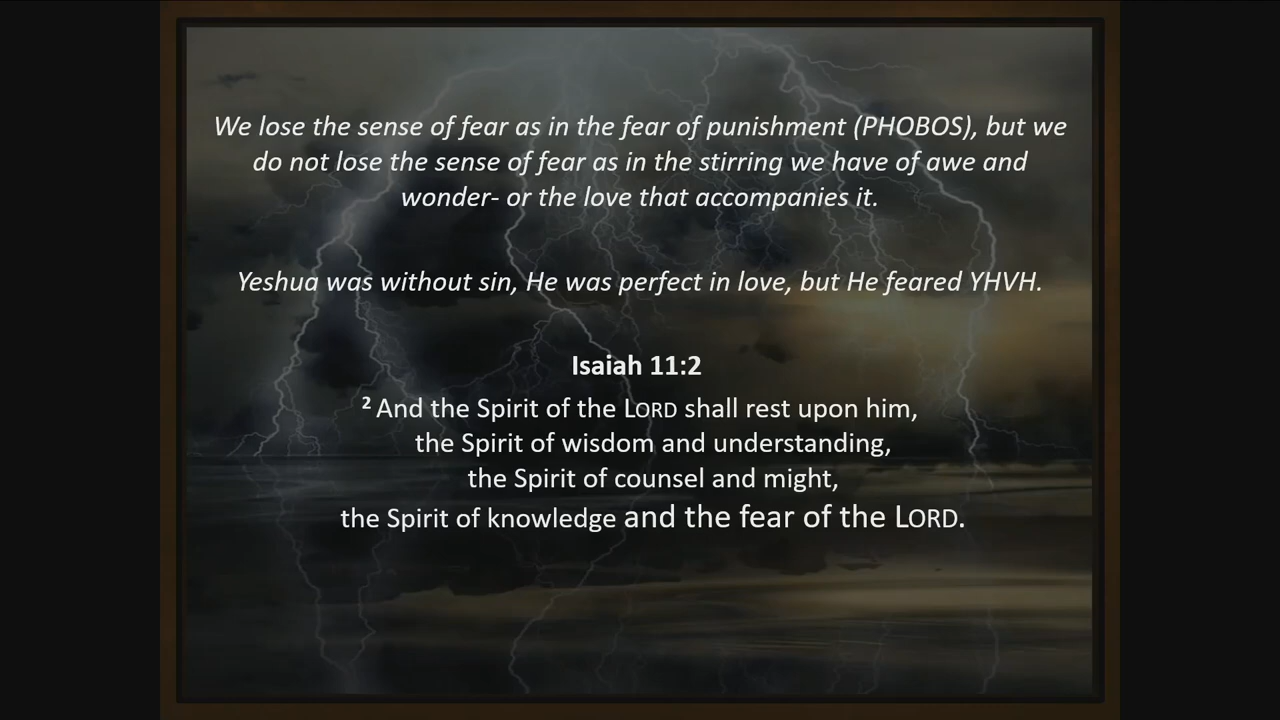 We lose the sense of fear as in the fear of punishment (PHOBOS), but we
do not lose the sense of fear as in the stirring we have of awe and
wonder- or the love that accompanies it.
Yeshua was without sin, He was perfect in love, but He feared YHVH.
Isaiah 11:2
² And the Spirit of the LORD shall rest upon him,
the Spirit of wisdom and understanding,
the Spirit of counsel and might,
the Spirit of knowledge and the fear of the LORD.